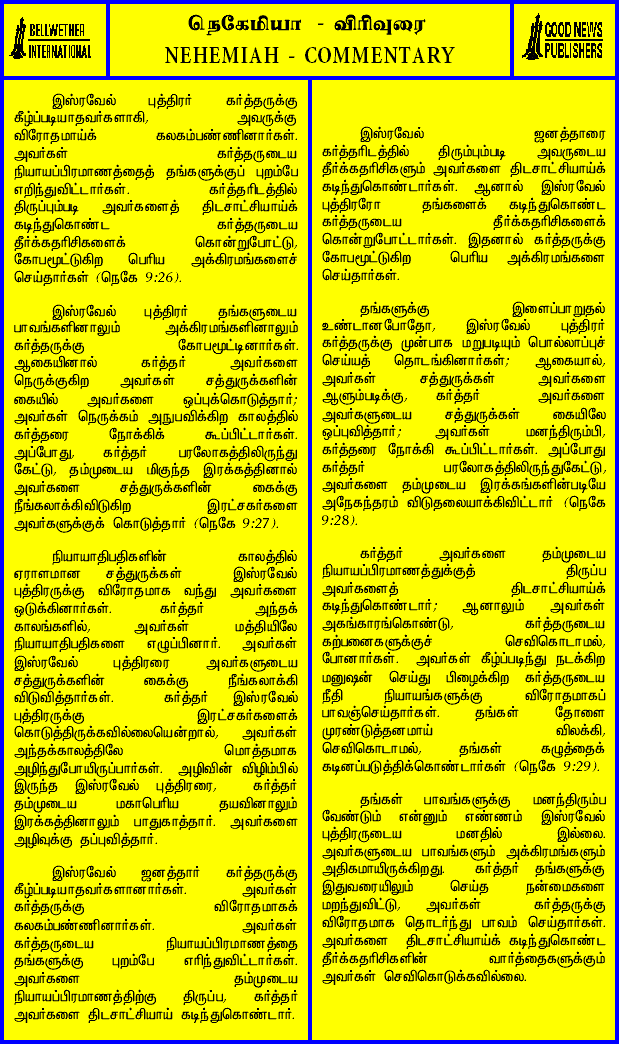 BELLWETHER
INTERNATIONAL
நெகேமியா - விரிவுரை
NEHEMIAH - COMMENTARY
GOOD NEWS
PUBLISHERS
இஸ்ரவேல் புத்திரர் கர்த்தருக்கு
கீழ்ப்படியாதவர்களாகி, அவருக்கு
விரோதமாய்க் கலகம்பண்ணினார்கள்.
அவர்கள் கர்த்தருடைய
நியாயப்பிரமாணத்தைத் தங்களுக்குப் புறம்பே
எறிந்துவிட்டார்கள். கர்த்தரிடத்தில்
திருப்பும்படி அவர்களைத் திடசாட்சியாய்க்
கடிந்துகொண்ட கர்த்தருடைய
தீர்க்கதரிசிகளைக் கொன்றுபோட்டு,
கோபமூட்டுகிற பெரிய அக்கிரமங்களைச்
செய்தார்கள் (நெகே 9:26).
இஸ்ரவேல் புத்திரர் தங்களுடைய
பாவங்களினாலும் அக்கிரமங்களினாலும்
கர்த்தருக்கு கோபமூட்டினார்கள்.
ஆகையினால் கர்த்தர் அவர்களை
நெருக்குகிற அவர்கள் சத்துருக்களின்
கையில் அவர்களை ஒப்புக்கொடுத்தார்;
அவர்கள் நெருக்கம் அநுபவிக்கிற காலத்தில்
கர்த்தரை நோக்கிக் கூப்பிட்டார்கள்.
அப்போது, கர்த்தர் பரலோகத்திலிருந்து
கேட்டு, தம்முடைய மிகுந்த இரக்கத்தினால்
அவர்களை சத்துருக்களின் கைக்கு
நீங்கலாக்கிவிடுகிற இரட்சகர்களை
அவர்களுக்குக் கொடுத்தார் (நெகே 9:27).
நியாயாதிபதிகளின் காலத்தில்
ஏராளமான சத்துருக்கள் இஸ்ரவேல்
புத்திரருக்கு விரோதமாக வந்து அவர்களை
ஒடுக்கினார்கள். கர்த்தர் அந்தக்
காலங்களில், அவர்கள் மத்தியிலே
நியாயாதிபதிகளை எழுப்பினார். அவர்கள்
இஸ்ரவேல் புத்திரரை அவர்களுடைய
சத்துருக்களின் கைக்கு நீங்கலாக்கி
விடுவித்தார்கள். கர்த்தர் இஸ்ரவேல்
புத்திரருக்கு இரட்சகர்களைக்
கொடுத்திருக்கவில்லையென்றால், அவர்கள்
அந்தக்காலத்திலே மொத்தமாக
அழிந்துபோயிருப்பார்கள். அழிவின் விழிம்பில்
இருந்த இஸ்ரவேல் புத்திரரை, கர்த்தர்
தம்முடைய மகாபெரிய தயவினாலும்
இரக்கத்தினாலும் பாதுகாத்தார். அவர்களை
அழிவுக்கு தப்புவித்தார்.
இஸ்ரவேல் ஜனத்தார் கர்த்தருக்கு
கீழ்ப்படியாதவர்களானார்கள். அவர்கள்
கர்த்தருக்கு விரோதமாகக்
கலகம்பண்ணினார்கள். அவர்கள்
கர்த்தருடைய நியாயப்பிரமாணத்தை
தங்களுக்கு புறம்பே எரிந்துவிட்டார்கள்.
அவர்களை தம்முடைய
நியாயப்பிரமாணத்திற்கு திருப்ப, கர்த்தர்
அவர்களை திடசாட்சியாய் கடிந்துகொண்டார்.
இஸ்ரவேல் ஜனத்தாரை
கர்த்தரிடத்தில் திரும்பும்படி அவருடைய
தீர்க்கதரிசிகளும் அவர்களை திடசாட்சியாய்க்
கடிந்துகொண்டார்கள். ஆனால் இஸ்ரவேல்
புத்திரரோ தங்களைக் கடிந்துகொண்ட
கர்த்தருடைய தீர்க்கதரிசிகளைக்
கொன்றுபோட்டார்கள். இதனால் கர்த்தருக்கு
கோபமூட்டுகிற பெரிய அக்கிரமங்களை
செய்தார்கள்.
தங்களுக்கு இளைப்பாறுதல்
உண்டானபோதோ, இஸ்ரவேல் புத்திரர்
கர்த்தருக்கு முன்பாக மறுபடியும் பொல்லாப்புச்
செய்யத் தொடங்கினார்கள்; ஆகையால்,
அவர்கள் சத்துருக்கள் அவர்களை
ஆளும்படிக்கு, கர்த்தர் அவர்களை
அவர்களுடைய சத்துருக்கள் கையிலே
ஒப்புவித்தார்; அவர்கள் மனந்திரும்பி,
கர்த்தரை நோக்கி கூப்பிட்டார்கள். அப்போது
கர்த்தர் பரலோகத்திலிருந்துகேட்டு,
அவர்களை தம்முடைய இரக்கங்களின்படியே
அநேகந்தரம் விடுதலையாக்கிவிட்டார் (நெகே
9:28).
கர்த்தர் அவர்களை தம்முடைய
நியாயப்பிரமாணத்துக்குத் திருப்ப
அவர்களைத் திடசாட்சியாய்க்
கடிந்துகொண்டார்; ஆனாலும் அவர்கள்
அகங்காரங்கொண்டு, கர்த்தருடைய
கற்பனைகளுக்குச் செவிகொடாமல்,
போனார்கள். அவர்கள் கீழ்ப்படிந்து நடக்கிற
மனுஷன் செய்து பிழைக்கிற கர்த்தருடைய
நீதி நியாயங்களுக்கு விரோதமாகப்
பாவஞ்செய்தார்கள். தங்கள் தோளை
முரண்டுத்தனமாய் விலக்கி,
செவிகொடாமல், தங்கள் கழுத்தைக்
கடினப்படுத்திக்கொண்டார்கள் (நெகே 9:29).
தங்கள் பாவங்களுக்கு மனந்திரும்ப
வேண்டும் என்னும் எண்ணம் இஸ்ரவேல்
புத்திரருடைய மனதில் இல்லை.
அவர்களுடைய பாவங்களும் அக்கிரமங்களும்
அதிகமாயிருக்கிறது. கர்த்தர் தங்களுக்கு
இதுவரையிலும் செய்த நன்மைகளை
மறந்துவிட்டு, அவர்கள் கர்த்தருக்கு
விரோதமாக தொடர்ந்து பாவம் செய்தார்கள்.
அவர்களை திடசாட்சியாய்க் கடிந்துகொண்ட
தீர்க்கதரிசிகளின் வார்த்தைகளுக்கும்
அவர்கள் செவிகொடுக்கவில்லை.